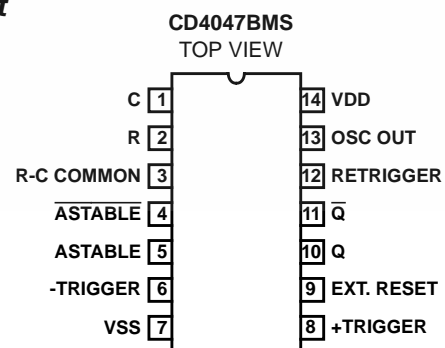 t
CD4047BMS
TOP VIEW
C 1 14 VDD
R 2 13 OSC OUT
R-C COMMON 3 12 RETRIGGER
A̅S̅T̅A̅B̅L̅E̅ 4 11 Q̅
ASTABLE 5 10 Q
-TRIGGER 6 9 EXT. RESET
VSS 7 8 +TRIGGER